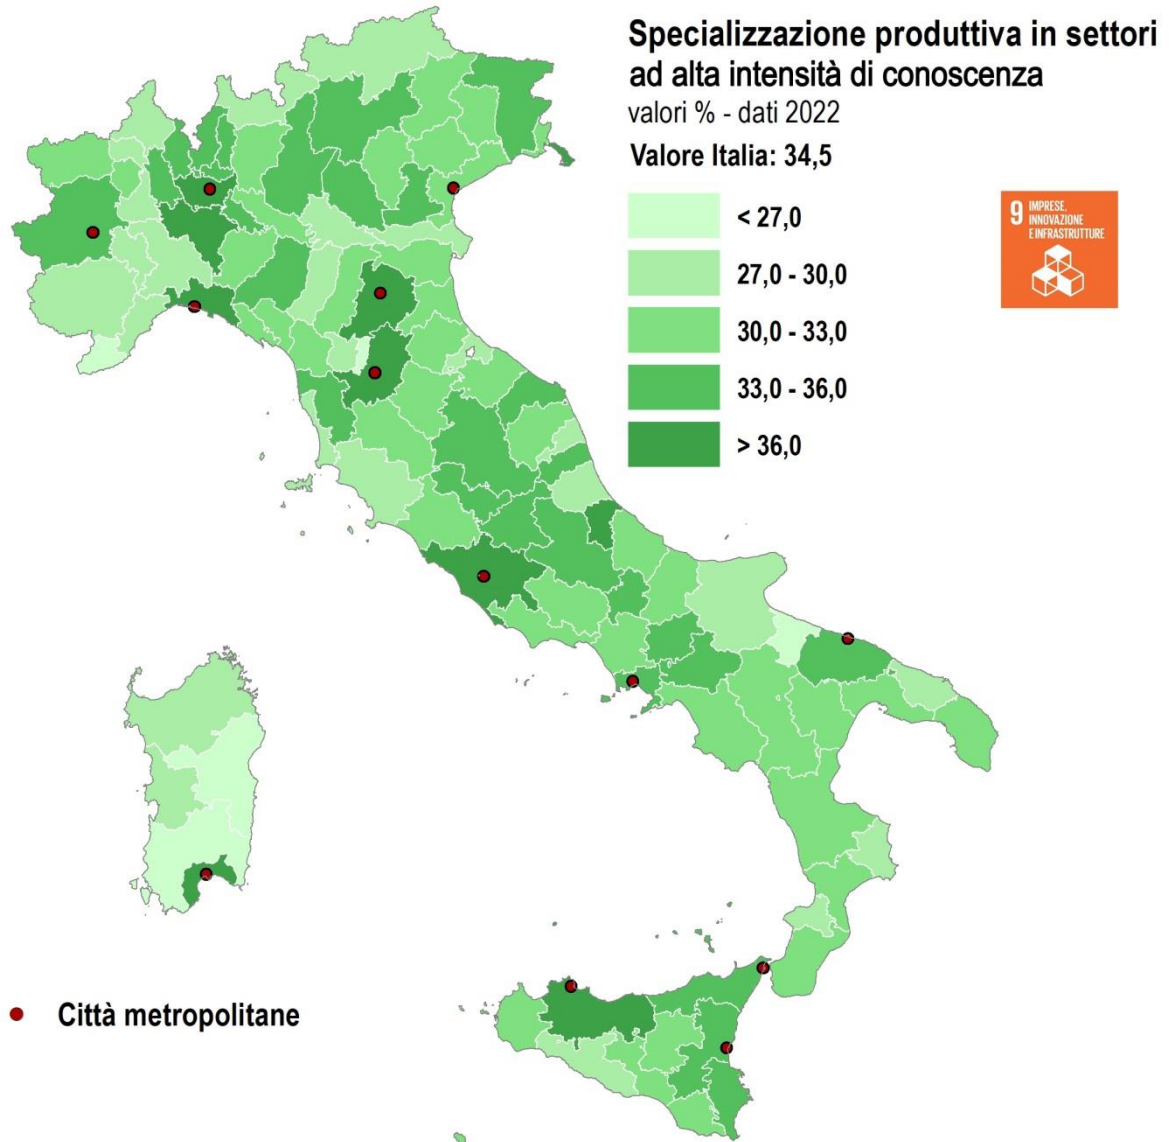 Specializzazione produttiva in settori
ad alta intensità di conoscenza
valori % - dati 2022
Valore Italia: 34,5
< 27,0
27,0 - 30,0
30,0 - 33,0
33,0 - 36,0
> 36,0
9 IMPRESE,
INNOVAZIONE
E INFRASTRUTTURE
Città metropolitane